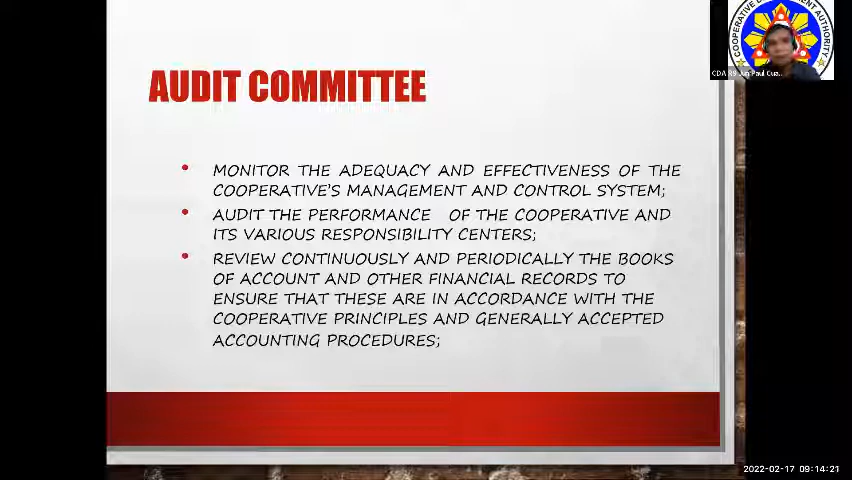 AUDIT COMMITTEE
COOPERATIVE DEVELOPMENT AUTHORITY
• MONITOR THE ADEQUACY AND EFFECTIVENESS OF THE
COOPERATIVE'S MANAGEMENT AND CONTROL SYSTEM;
• AUDIT THE PERFORMANCE OF THE COOPERATIVE AND
ITS VARIOUS RESPONSIBILITY CENTERS;
• REVIEW CONTINUOUSLY AND PERIODICALLY THE BOOKS
OF ACCOUNT AND OTHER FINANCIAL RECORDS TO
ENSURE THAT THESE ARE IN ACCORDANCE WITH THE
COOPERATIVE PRINCIPLES AND GENERALLY ACCEPTED
ACCOUNTING PROCEDURES;
2022-02-17 09:14:21